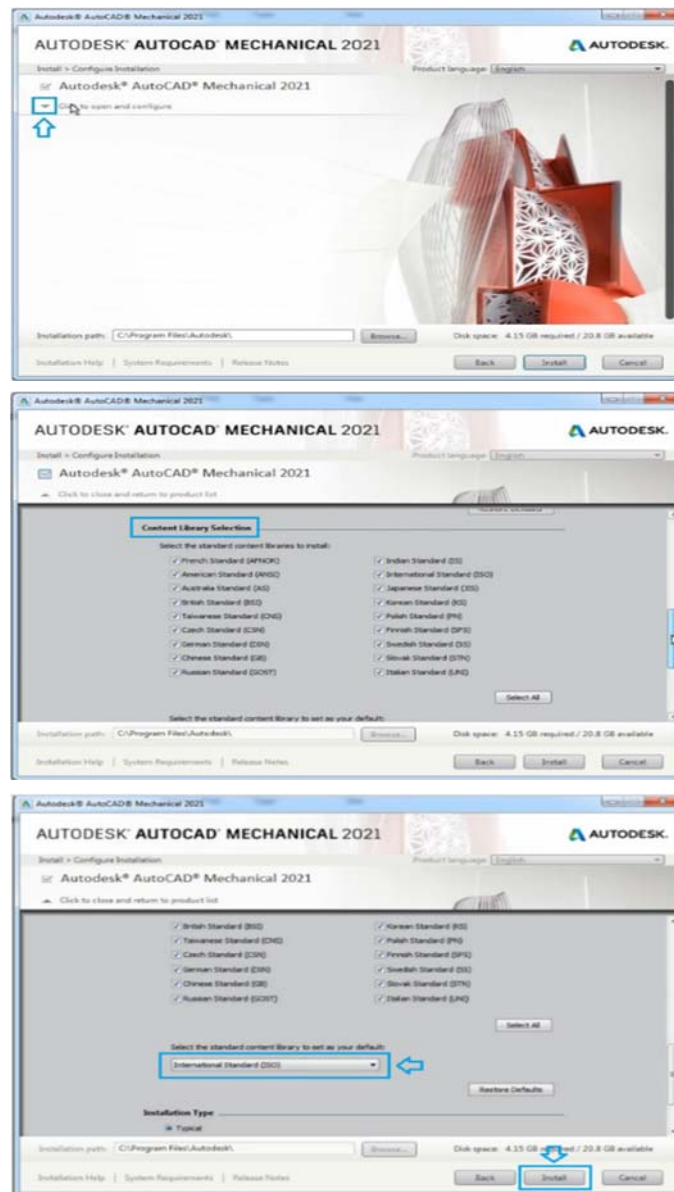 Autodesk® AutoCAD® Mechanical 2021
AUTODESK® AUTOCAD® MECHANICAL 2021
AUTODESK.
Install > Configure Installation
Product language: English
Autodesk® AutoCAD® Mechanical 2021
Click to open and configure
Installation path: C:\Program Files\Autodesk\
Browse...
Disk space: 4.15 GB required / 20.8 GB available
Installation Help | System Requirements | Release Notes
Back Install Cancel
Autodesk® AutoCAD® Mechanical 2021
AUTODESK® AUTOCAD® MECHANICAL 2021
AUTODESK.
Install > Configure Installation
Product language: English
Autodesk® AutoCAD® Mechanical 2021
Click to close and return to product list
Content Library Selection
Select the standard content libraries to install:
French Standard (AFNOR) Indian Standard (IS)
American Standard (ANSI) International Standard (ISO)
Australia Standard (AS) Japanese Standard (JIS)
British Standard (BSI) Korean Standard (KS)
Taiwanese Standard (CNS) Polish Standard (PN)
Czech Standard (CSN) Finnish Standard (SFS)
German Standard (DIN) Swedish Standard (SS)
Chinese Standard (GB) Slovak Standard (STN)
Russian Standard (GOST) Italian Standard (UNI)
Select All
Select the standard content library to set as your default:
Installation path: C:\Program Files\Autodesk\
Browse...
Disk space: 4.15 GB required / 20.8 GB available
Installation Help | System Requirements | Release Notes
Back Install Cancel
Autodesk® AutoCAD® Mechanical 2021
AUTODESK® AUTOCAD® MECHANICAL 2021
AUTODESK.
Install > Configure Installation
Product language: English
Autodesk® AutoCAD® Mechanical 2021
Click to close and return to product list
British Standard (BSI) Korean Standard (KS)
Taiwanese Standard (CNS) Polish Standard (PN)
Czech Standard (CSN) Finnish Standard (SFS)
German Standard (DIN) Swedish Standard (SS)
Chinese Standard (GB) Slovak Standard (STN)
Russian Standard (GOST) Italian Standard (UNI)
Select All
Select the standard content library to set as your default:
International Standard (ISO)
Restore Defaults
Installation Type
Typical
Installation path: C:\Program Files\Autodesk\
Browse...
Disk space: 4.15 GB required / 20.8 GB available
Installation Help | System Requirements | Release Notes
Back Install Cancel